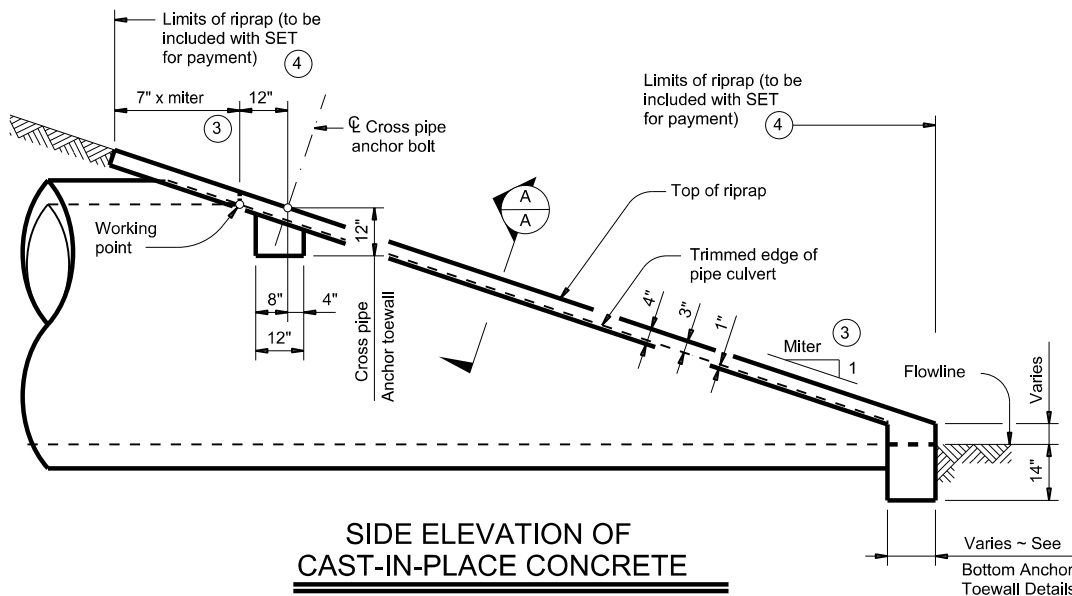 Limits of riprap (to be
included with SET
for payment)
4
7" x miter
12"
3
℄ Cross pipe
anchor bolt
Limits of riprap (to be
included with SET
for payment)
4
A
A
Top of riprap
Working
point
12"
Trimmed edge of
pipe culvert
8"
4"
12"
Cross pipe
Anchor toewall
4"
3"
1"
Miter
3
1
Flowline
Varies
14"
SIDE ELEVATION OF
CAST-IN-PLACE CONCRETE
Varies ~ See
Bottom Anchor
Toewall Details